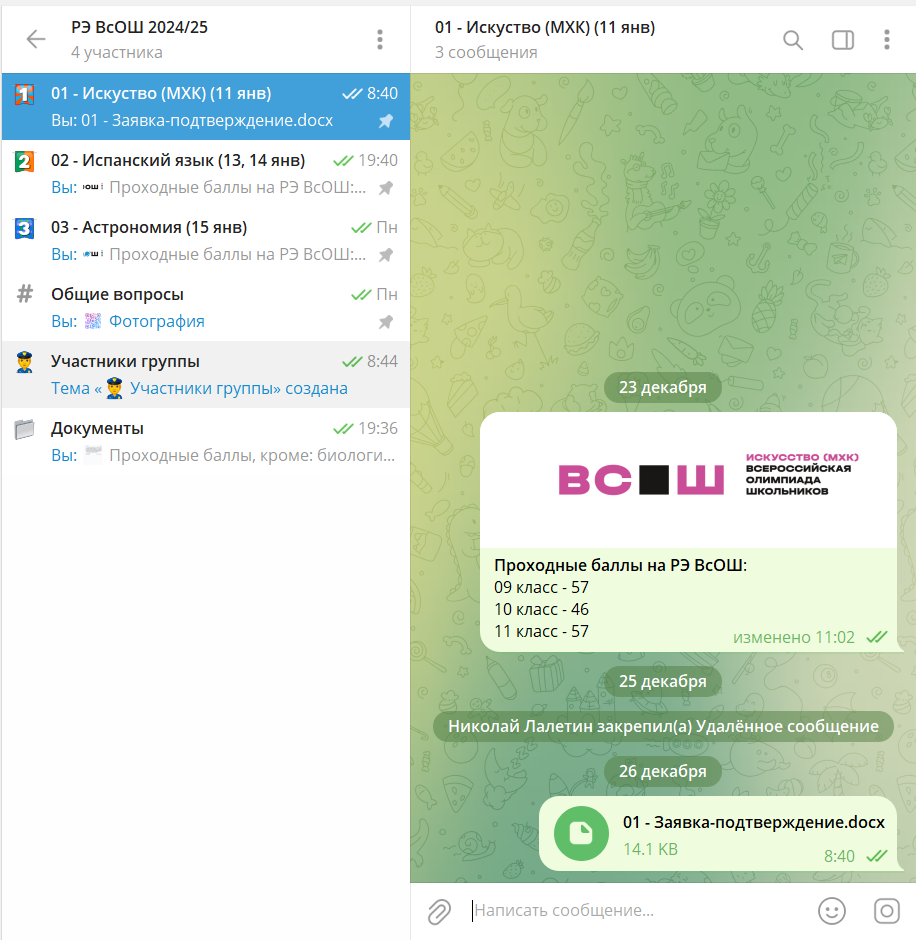 РЭ ВсОШ 2024/25
4 участника
01 - Искуство (МХК) (11 янв)
8:40
Вы: 01 - Заявка-подтверждение.docx
02 - Испанский язык (13, 14 янв)
19:40
Вы: Проходные баллы на РЭ ВсОШ:...
03 - Астрономия (15 янв)
Пн
Вы: Проходные баллы на РЭ ВсОШ:...
# Общие вопросы
Пн
Вы: Фотография
Участники группы
8:44
Тема « Участники группы» создана
Документы
19:36
Вы: Проходные баллы, кроме: биологи...
01 - Искуство (МХК) (11 янв)
3 сообщения
23 декабря
ВСОШ
ИСКУССТВО (МХК)
ВСЕРОССИЙСКАЯ
ОЛИМПИАДА
ШКОЛЬНИКОВ
Проходные баллы на РЭ ВсОШ:
09 класс - 57
10 класс - 46
11 класс - 57
изменено 11:02
25 декабря
Николай Лалетин закрепил(а) Удалённое сообщение
26 декабря
01 - Заявка-подтверждение.docx
14.1 KB
8:40
Написать сообщение...